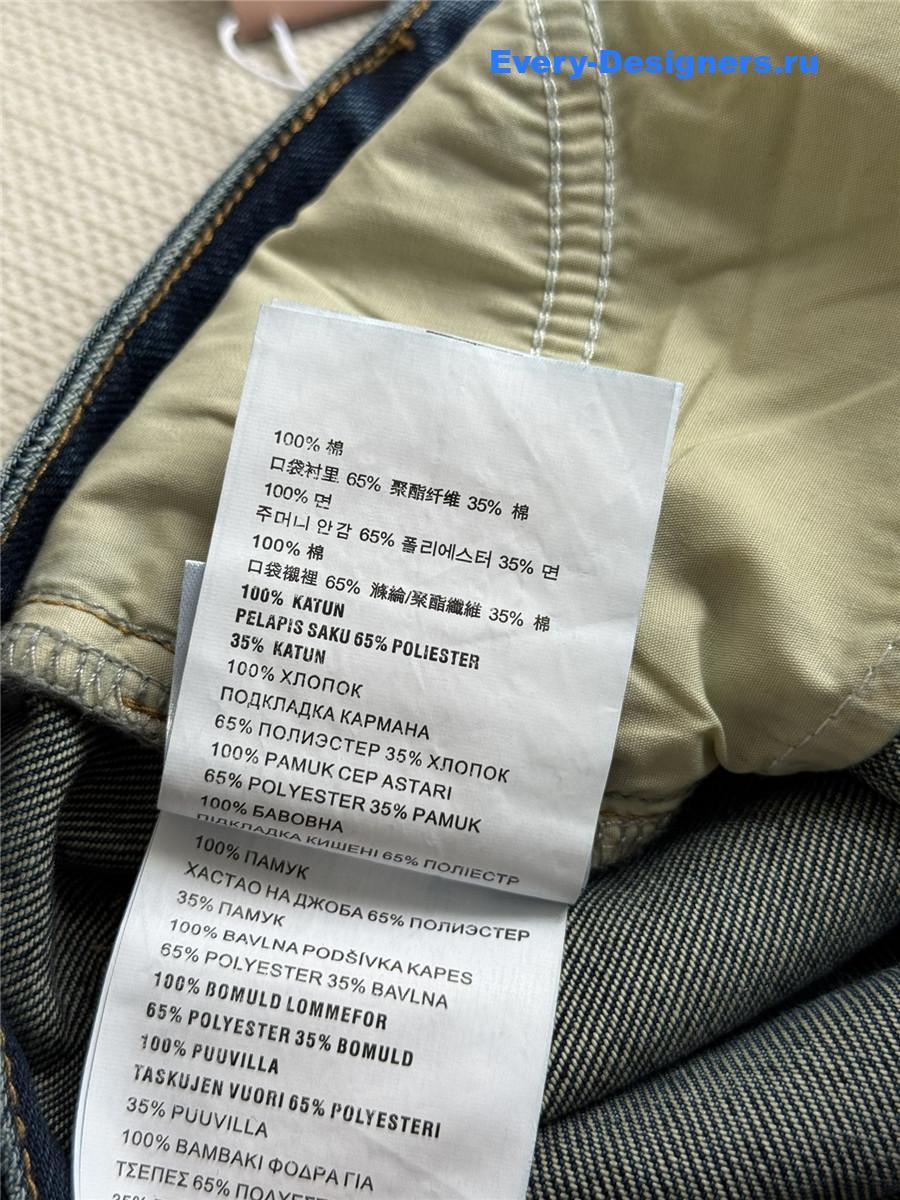 Every-Designers.ru
100% 棉
口袋衬里 65% 聚酯纤维 35% 棉
100% 면
주머니 안감 65% 폴리에스터 35% 면
100% 棉
口袋襯裡 65% 滌綸/聚酯纖維 35% 棉
100% KATUN
PELAPIS SAKU 65% POLIESTER
35% KATUN
100% ХЛОПОК
ПОДКЛАДКА КАРМАНА
65% ПОЛИЭСТЕР 35% ХЛОПОК
100% PAMUK CEP ASTARI
65% POLYESTER 35% PAMUK
100% БАВОВНА
ПІДКЛАДКА КИШЕНІ 65% ПОЛІЕСТР
100% ПАМУК
ХАСТАО НА ДЖОБА 65% ПОЛИЭСТЕР
35% ПАМУК
100% BAVLNA PODŠÍVKA KAPES
65% POLYESTER 35% BAVLNA
100% BOMULD LOMMEFOR
65% POLYESTER 35% BOMULD
100% PUUVILLA
TASKUJEN VUORI 65% POLYESTERI
35% PUUVILLA
100% ΒΑΜΒΑΚΙ ΦΟΔΡΑ ΓΙΑ
ΤΣΕΠΕΣ 65%